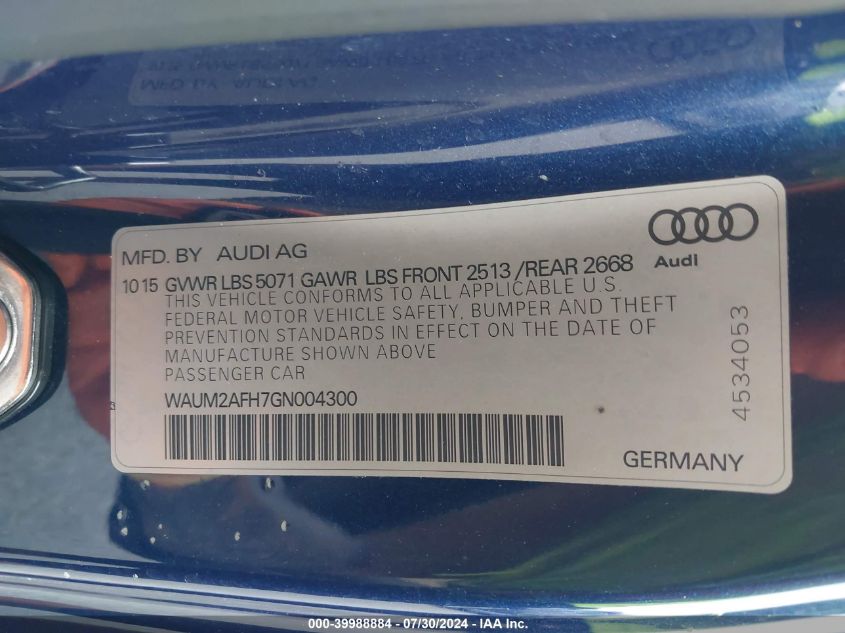 MFD. BY AUDI AG
Audi
10 15 GVWR LBS 5071 GAWR LBS FRONT 2513 /REAR 2668
THIS VEHICLE CONFORMS TO ALL APPLICABLE U.S.
FEDERAL MOTOR VEHICLE SAFETY, BUMPER AND THEFT
PREVENTION STANDARDS IN EFFECT ON THE DATE OF
MANUFACTURE SHOWN ABOVE
PASSENGER CAR
WAUM2AFH7GN004300
4534053
GERMANY
000-39988884 - 07/30/2024 - IAA Inc.